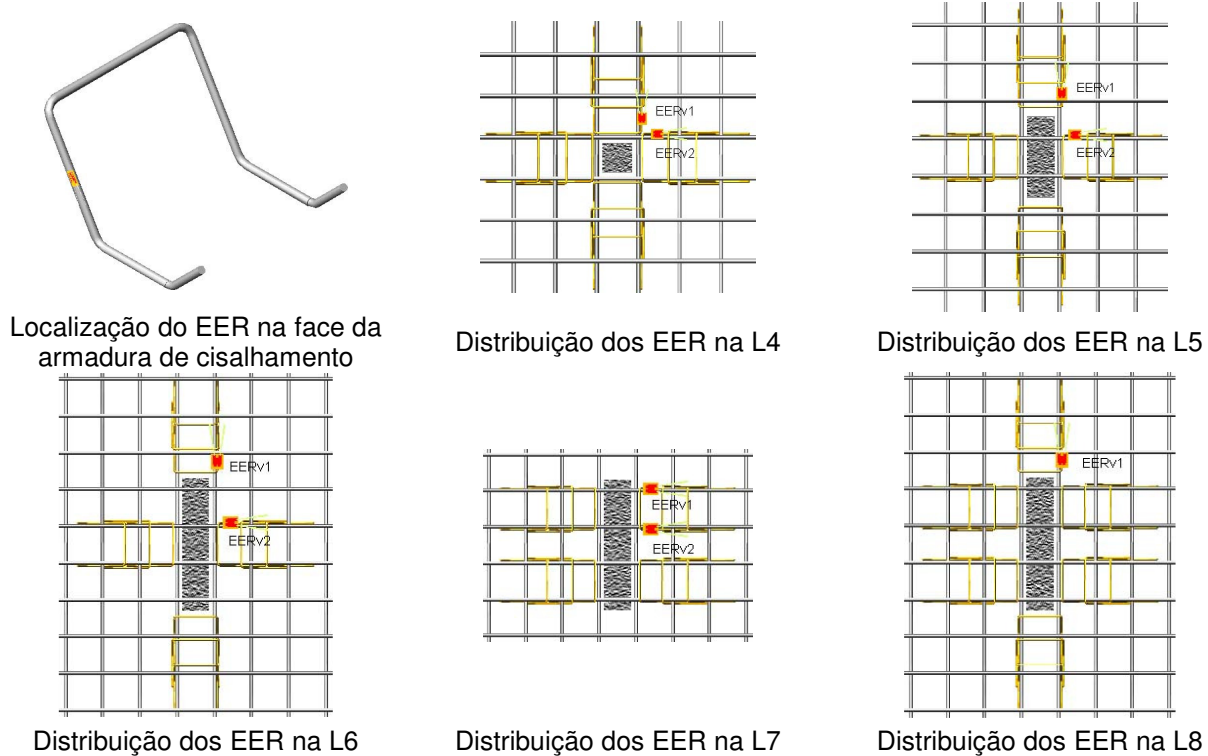 EERv1
EERv2
EERv1
EERv2
Localização do EER na face da
armadura de cisalhamento
Distribuição dos EER na L4
Distribuição dos EER na L5
EERv1
EERv2
EERv1
EERv2
EERv1
Distribuição dos EER na L6
Distribuição dos EER na L7
Distribuição dos EER na L8